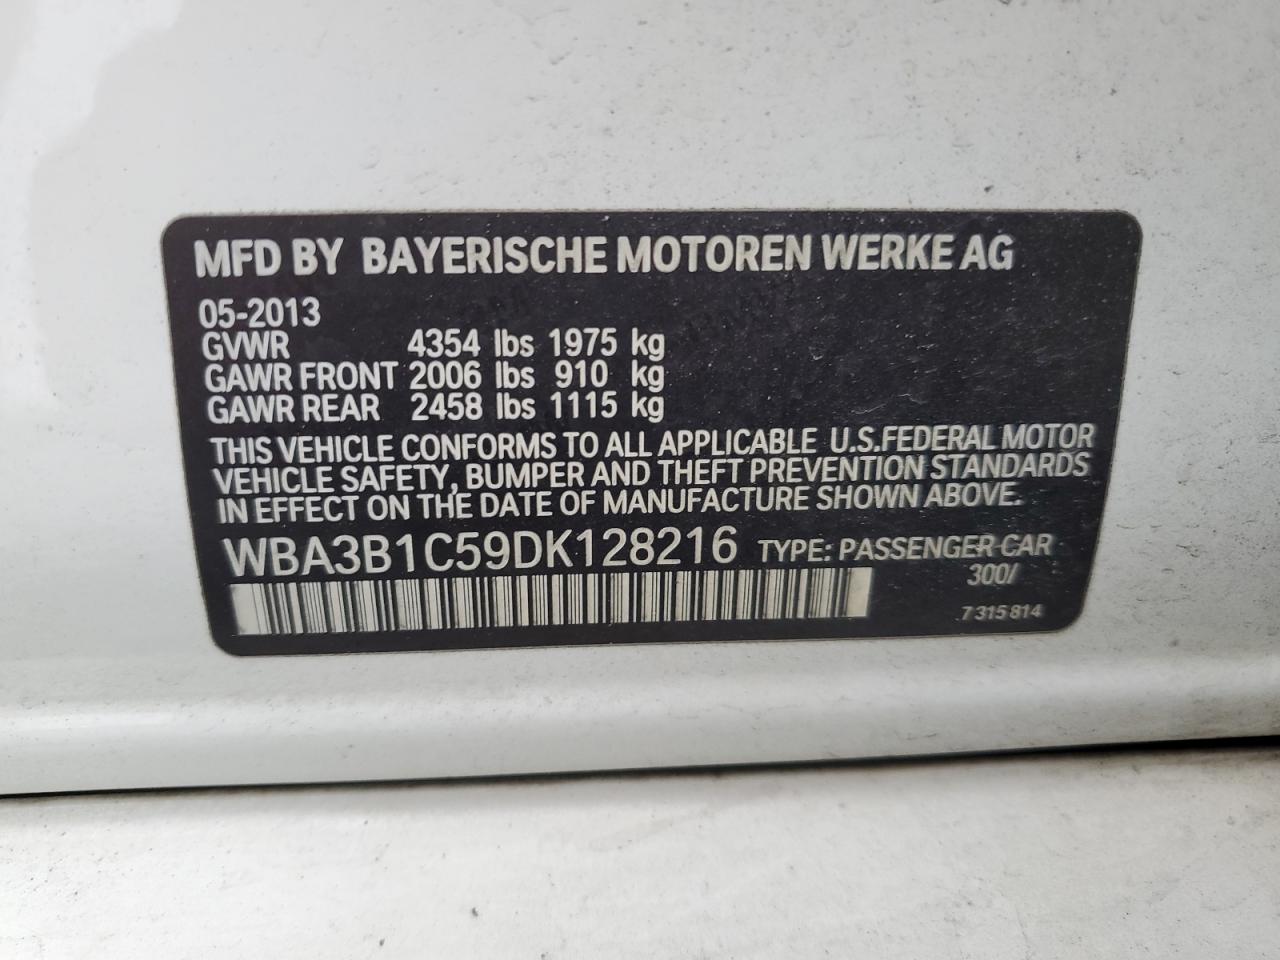 MFD BY BAYERISCHE MOTOREN WERKE AG
05-2013
GVWR 4354 lbs 1975 kg
GAWR FRONT 2006 lbs 910 kg
GAWR REAR 2458 lbs 1115 kg
THIS VEHICLE CONFORMS TO ALL APPLICABLE U.S.FEDERAL MOTOR
VEHICLE SAFETY, BUMPER AND THEFT PREVENTION STANDARDS
IN EFFECT ON THE DATE OF MANUFACTURE SHOWN ABOVE.
WBA3B1C59DK128216 TYPE: PASSENGER CAR
300/
7 315 814